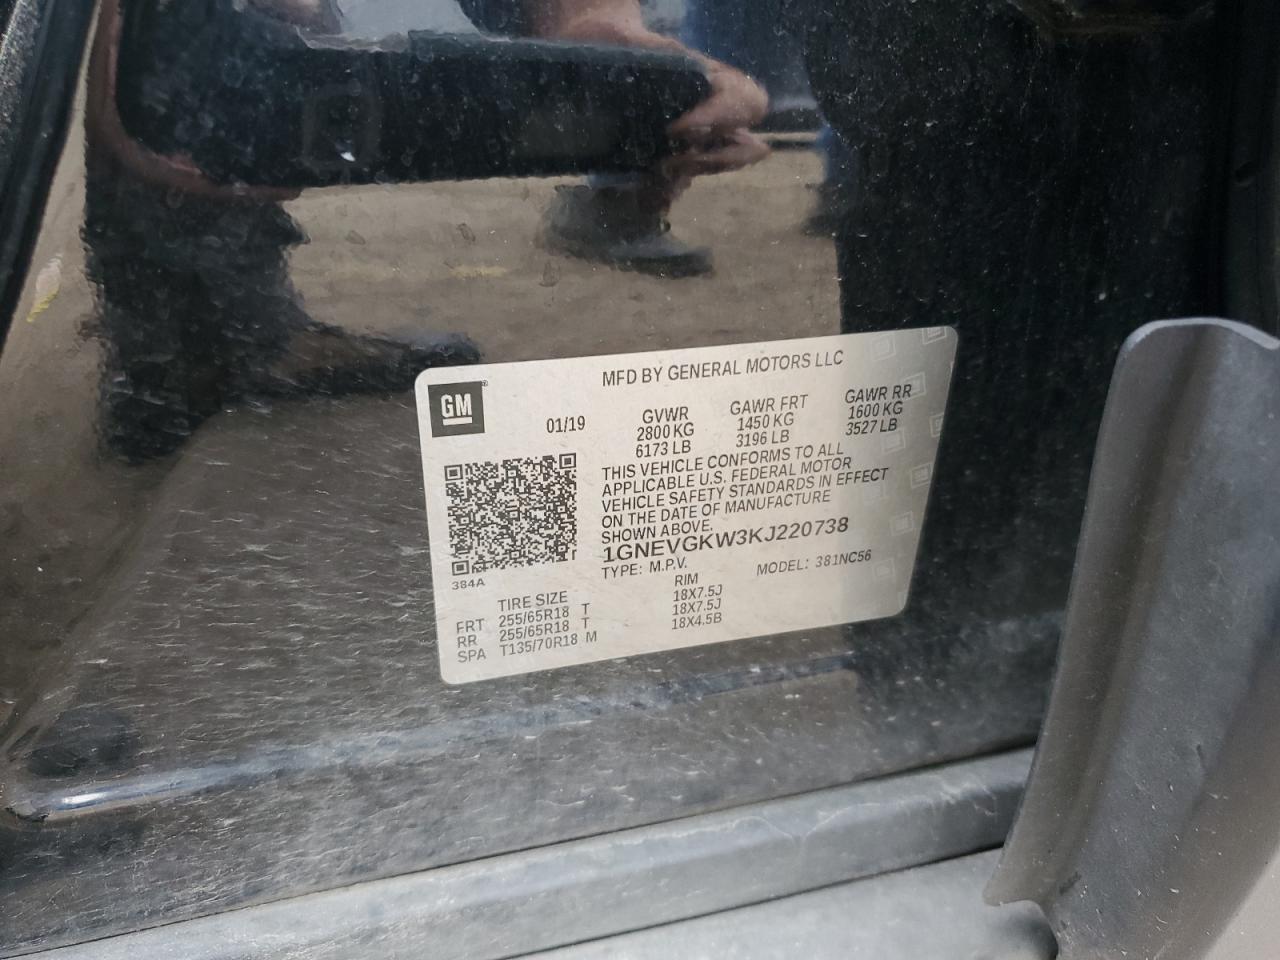 MFD BY GENERAL MOTORS LLC
GM®
01/19
GVWR
2800 KG
6173 LB
GAWR FRT
1450 KG
3196 LB
GAWR RR
1600 KG
3527 LB
THIS VEHICLE CONFORMS TO ALL
APPLICABLE U.S. FEDERAL MOTOR
VEHICLE SAFETY STANDARDS IN EFFECT
ON THE DATE OF MANUFACTURE
SHOWN ABOVE.
1GNEVGKW3KJ220738
TYPE: M.P.V. MODEL: 381NC56
384A
TIRE SIZE RIM
FRT 255/65R18 T 18X7.5J
RR 255/65R18 T 18X7.5J
SPA T135/70R18 M 18X4.5B